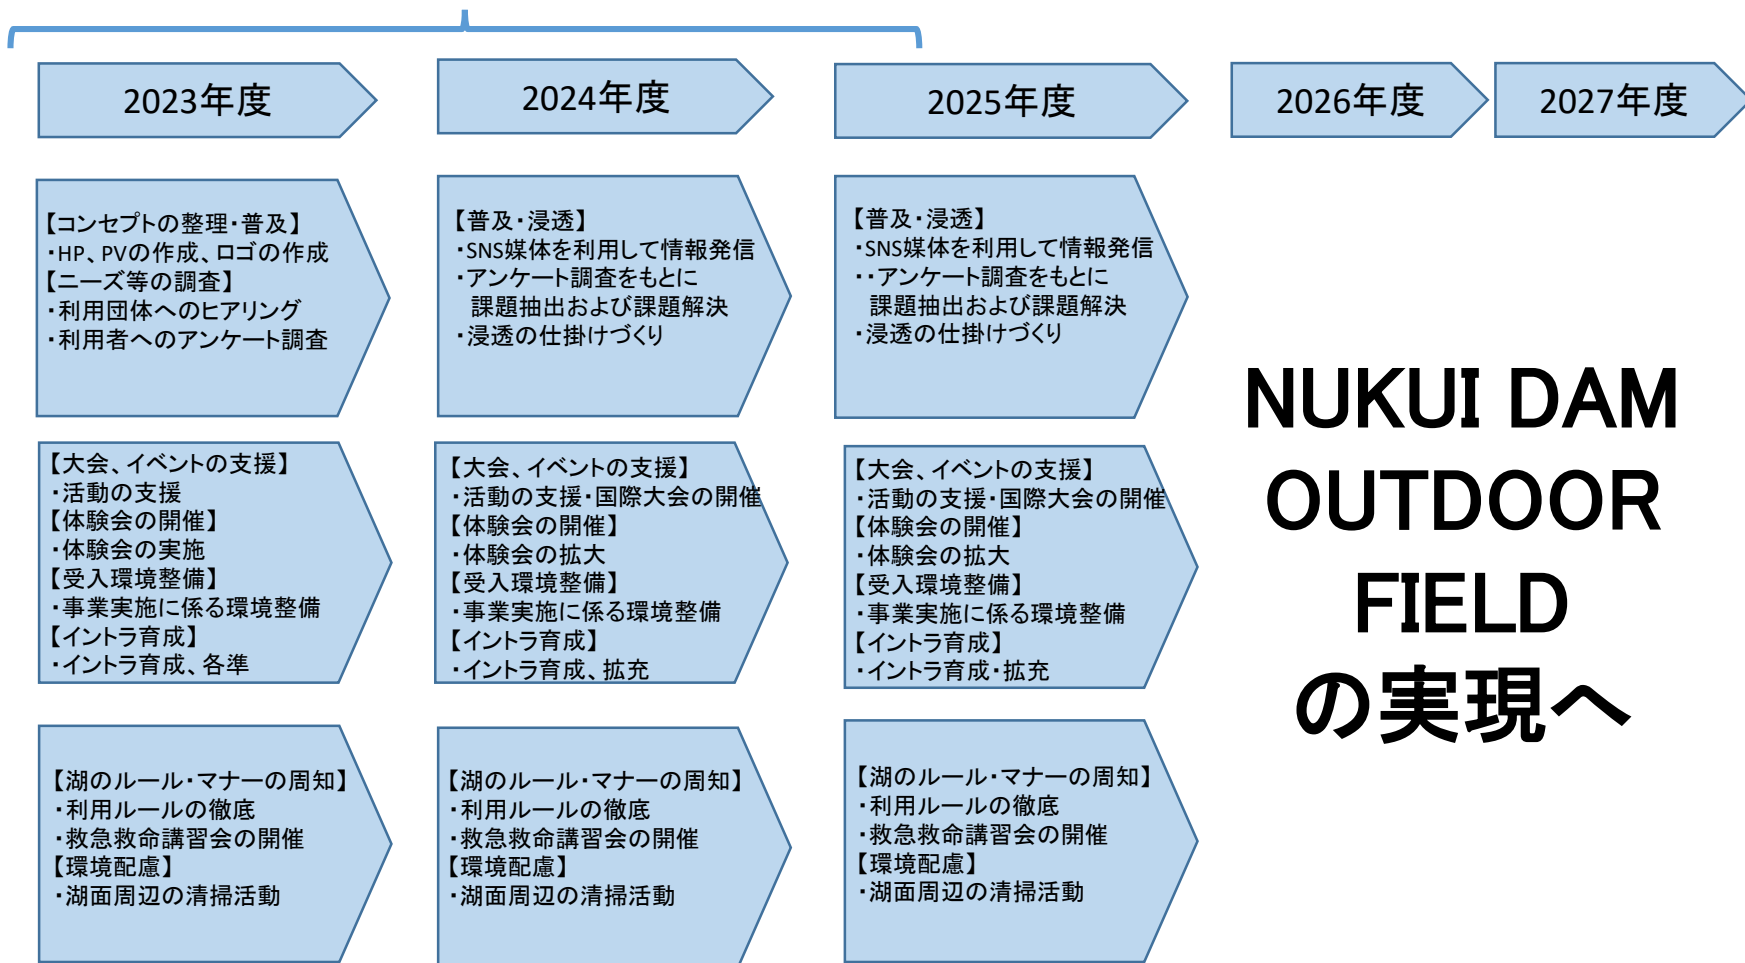 2023年度
2024年度
2025年度
2026年度
2027年度
【コンセプトの整理・普及】
・HP、PVの作成、ロゴの作成
【ニーズ等の調査】
・利用団体へのヒアリング
・利用者へのアンケート調査
【普及・浸透】
・SNS媒体を利用して情報発信
・アンケート調査をもとに
課題抽出および課題解決
・浸透の仕掛けづくり
【普及・浸透】
・SNS媒体を利用して情報発信
・・アンケート調査をもとに
課題抽出および課題解決
・浸透の仕掛けづくり
【大会、イベントの支援】
・活動の支援
【体験会の開催】
・体験会の実施
【受入環境整備】
・事業実施に係る環境整備
【イントラ育成】
・イントラ育成、各準
【大会、イベントの支援】
・活動の支援・国際大会の開催
【体験会の開催】
・体験会の拡大
【受入環境整備】
・事業実施に係る環境整備
【イントラ育成】
・イントラ育成、拡充
【大会、イベントの支援】
・活動の支援・国際大会の開催
【体験会の開催】
・体験会の拡大
【受入環境整備】
・事業実施に係る環境整備
【イントラ育成】
・イントラ育成・拡充
【湖のルール・マナーの周知】
・利用ルールの徹底
・救急救命講習会の開催
【環境配慮】
・湖面周辺の清掃活動
【湖のルール・マナーの周知】
・利用ルールの徹底
・救急救命講習会の開催
【環境配慮】
・湖面周辺の清掃活動
【湖のルール・マナーの周知】
・利用ルールの徹底
・救急救命講習会の開催
【環境配慮】
・湖面周辺の清掃活動
NUKUI DAM
OUTDOOR
FIELD
の実現へ